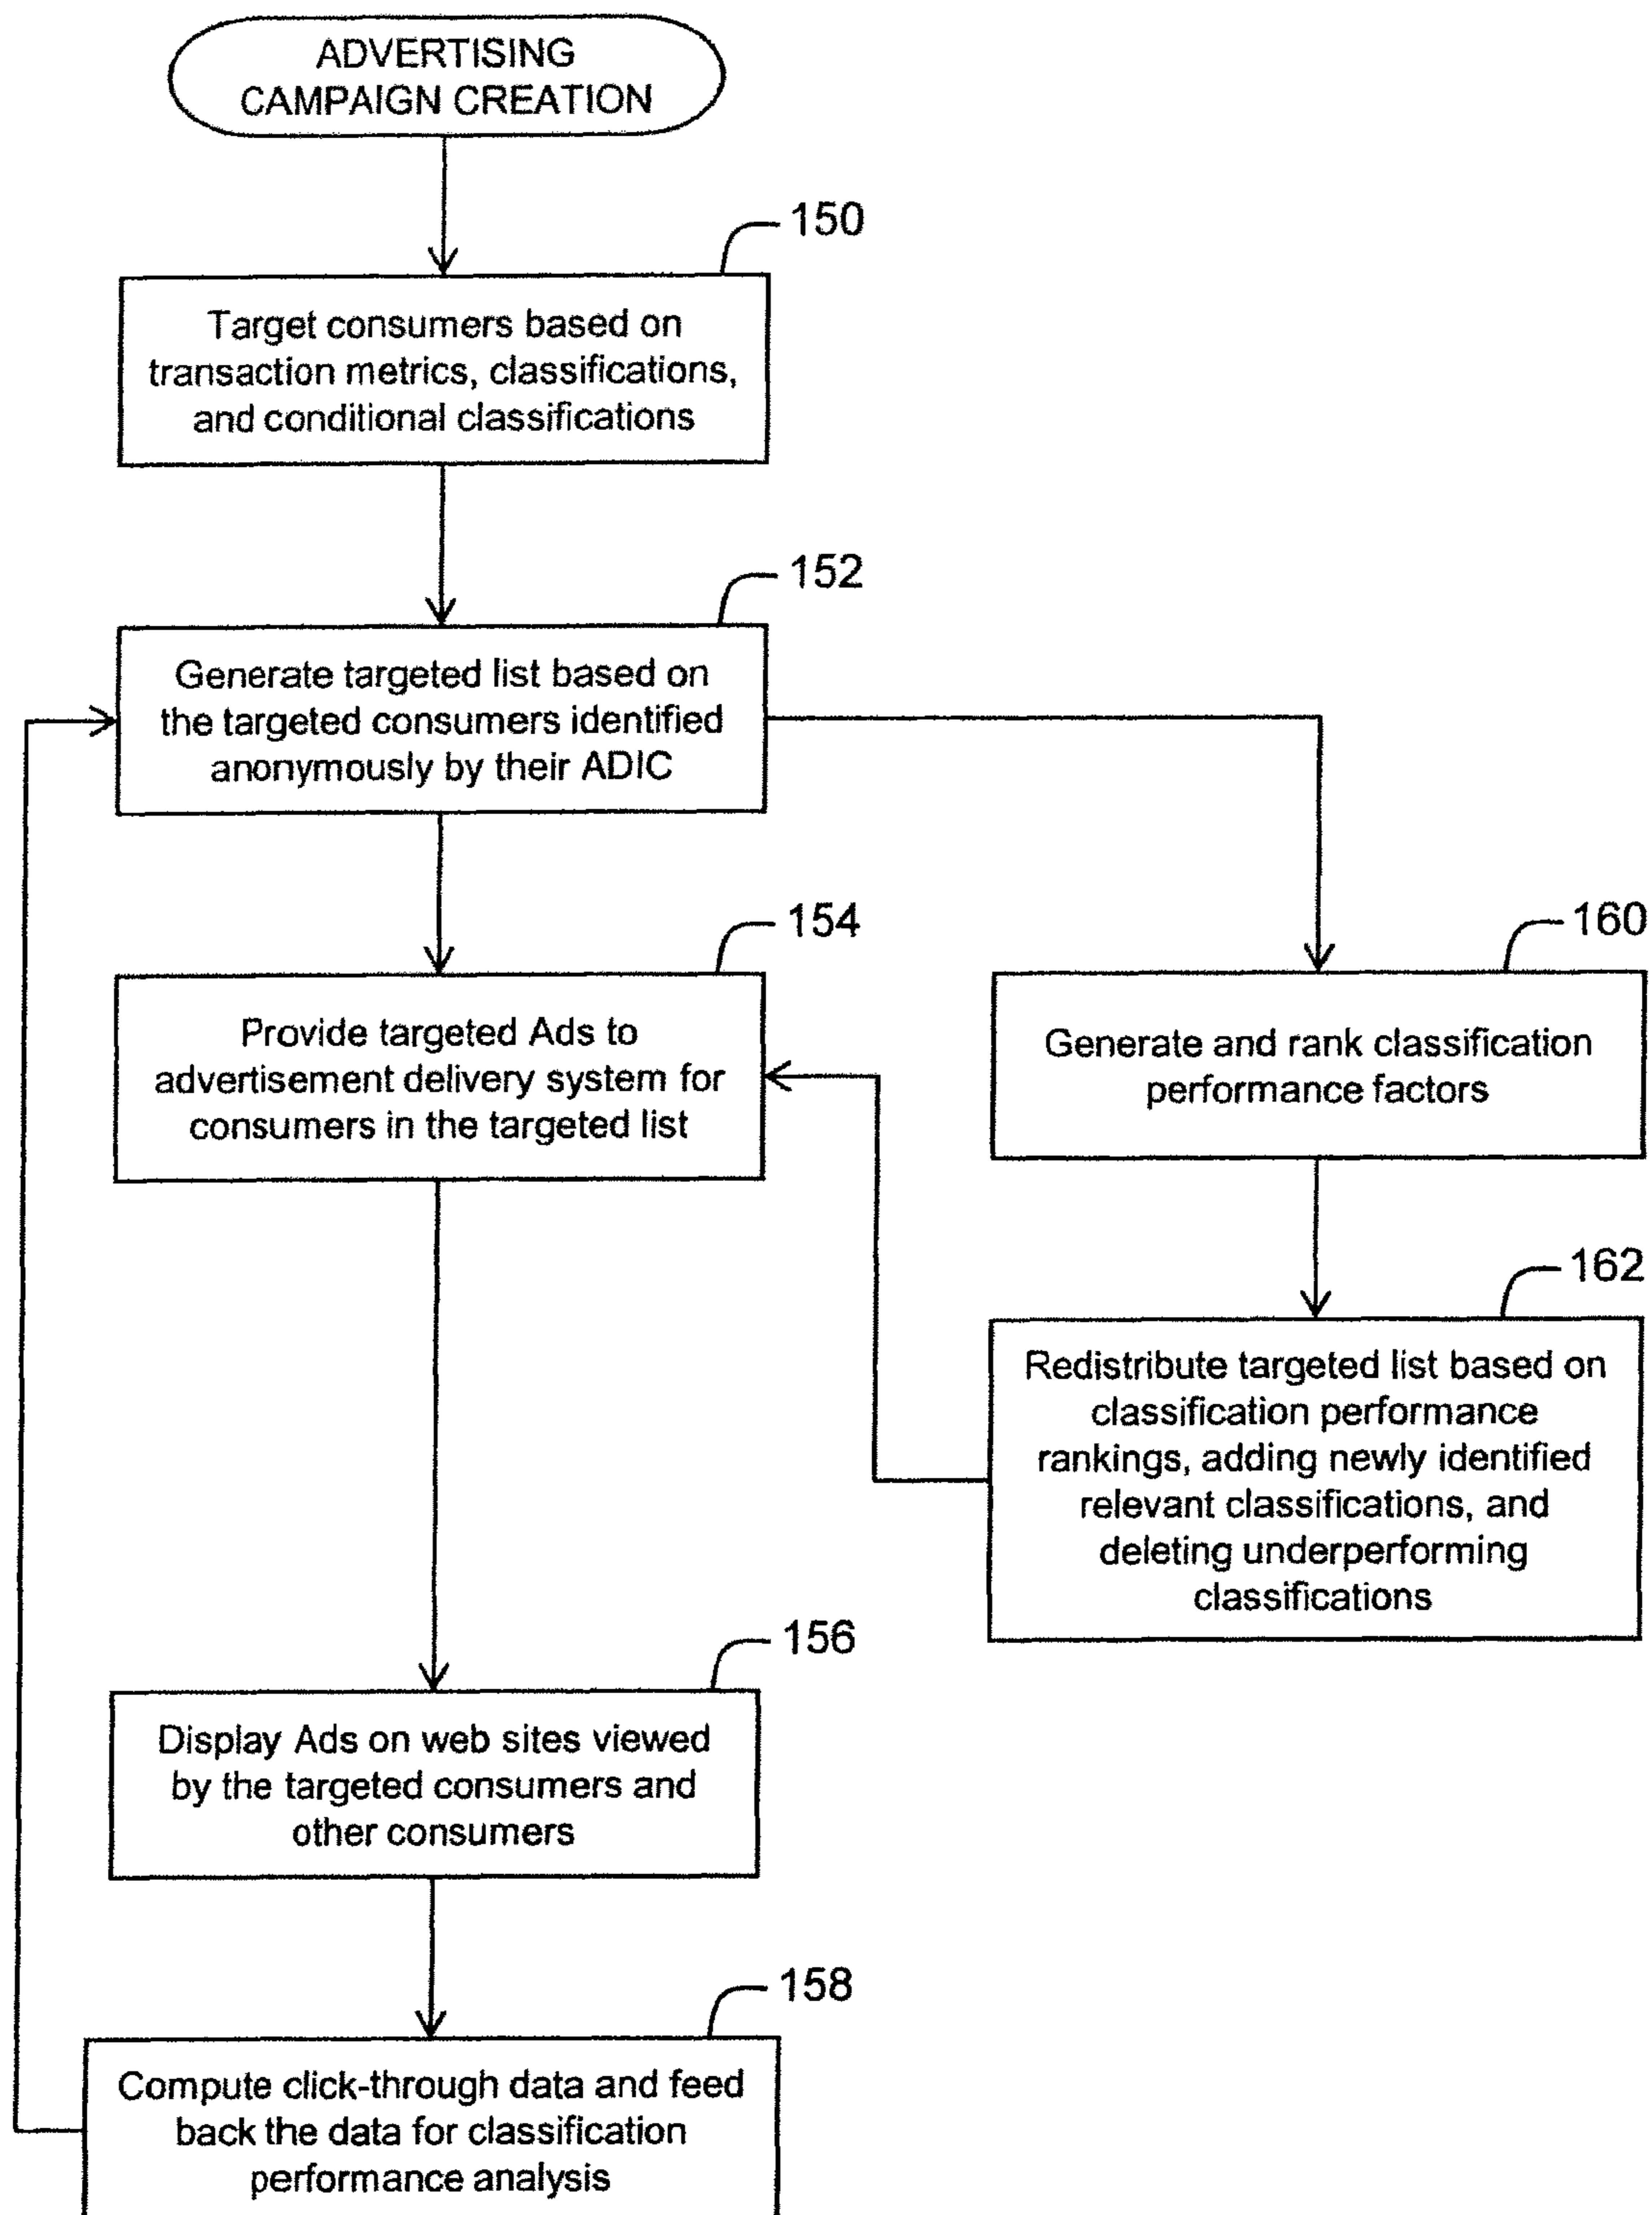 ADVERTISING
CAMPAIGN CREATION
150
Target consumers based on
transaction metrics, classifications,
and conditional classifications
152
Generate targeted list based on
the targeted consumers identified
anonymously by their ADIC
154
Provide targeted Ads to
advertisement delivery system for
consumers in the targeted list
160
Generate and rank classification
performance factors
162
Redistribute targeted list based on
classification performance
rankings, adding newly identified
relevant classifications, and
deleting underperforming
classifications
156
Display Ads on web sites viewed
by the targeted consumers and
other consumers
158
Compute click-through data and feed
back the data for classification
performance analysis